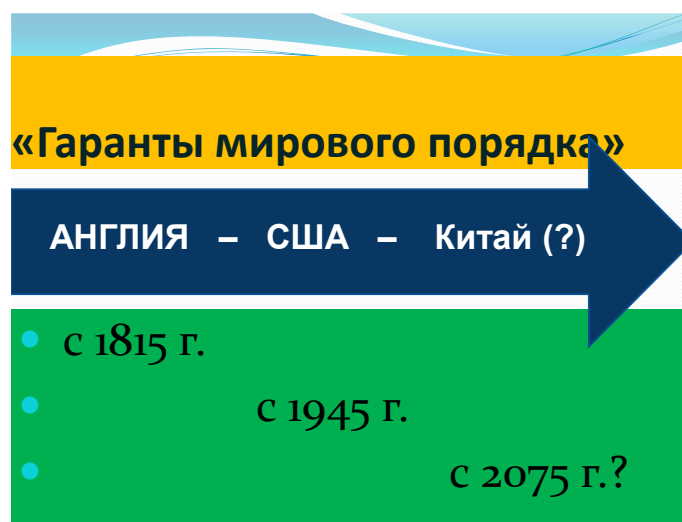 «Гаранты мирового порядка»
АНГЛИЯ – США – Китай (?)
с 1815 г.
с 1945 г.
с 2075 г.?